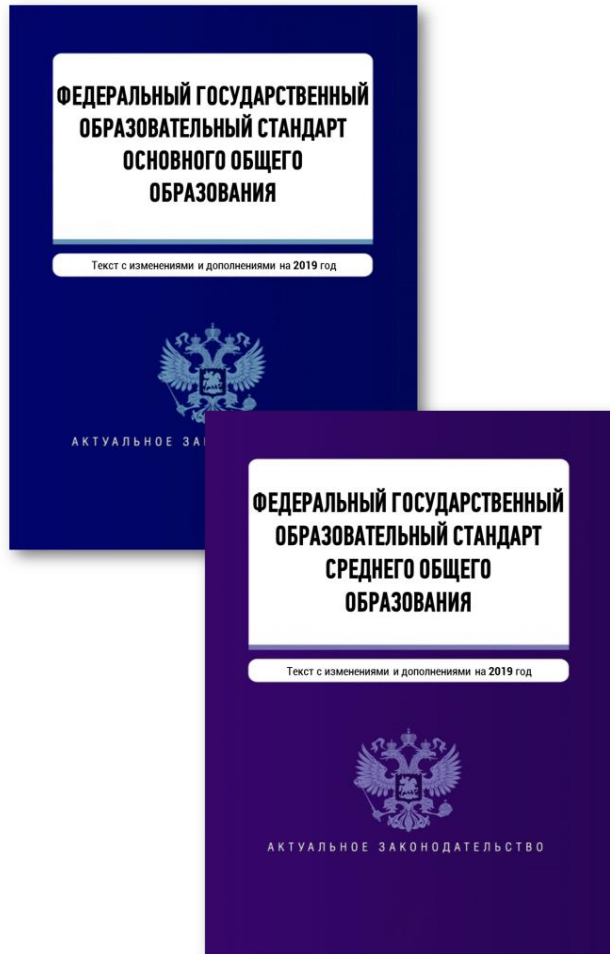 ФЕДЕРАЛЬНЫЙ ГОСУДАРСТВЕННЫЙ
ОБРАЗОВАТЕЛЬНЫЙ СТАНДАРТ
ОСНОВНОГО ОБЩЕГО
ОБРАЗОВАНИЯ
Текст с изменениями и дополнениями на 2019 год
АКТУАЛЬНОЕ
ФЕДЕРАЛЬНЫЙ ГОСУДАРСТВЕННЫЙ
ОБРАЗОВАТЕЛЬНЫЙ СТАНДАРТ
СРЕДНЕГО ОБЩЕГО
ОБРАЗОВАНИЯ
Текст с изменениями и дополнениями на 2019 год
АКТУАЛЬНОЕ ЗАКОНОДАТЕЛЬСТВО